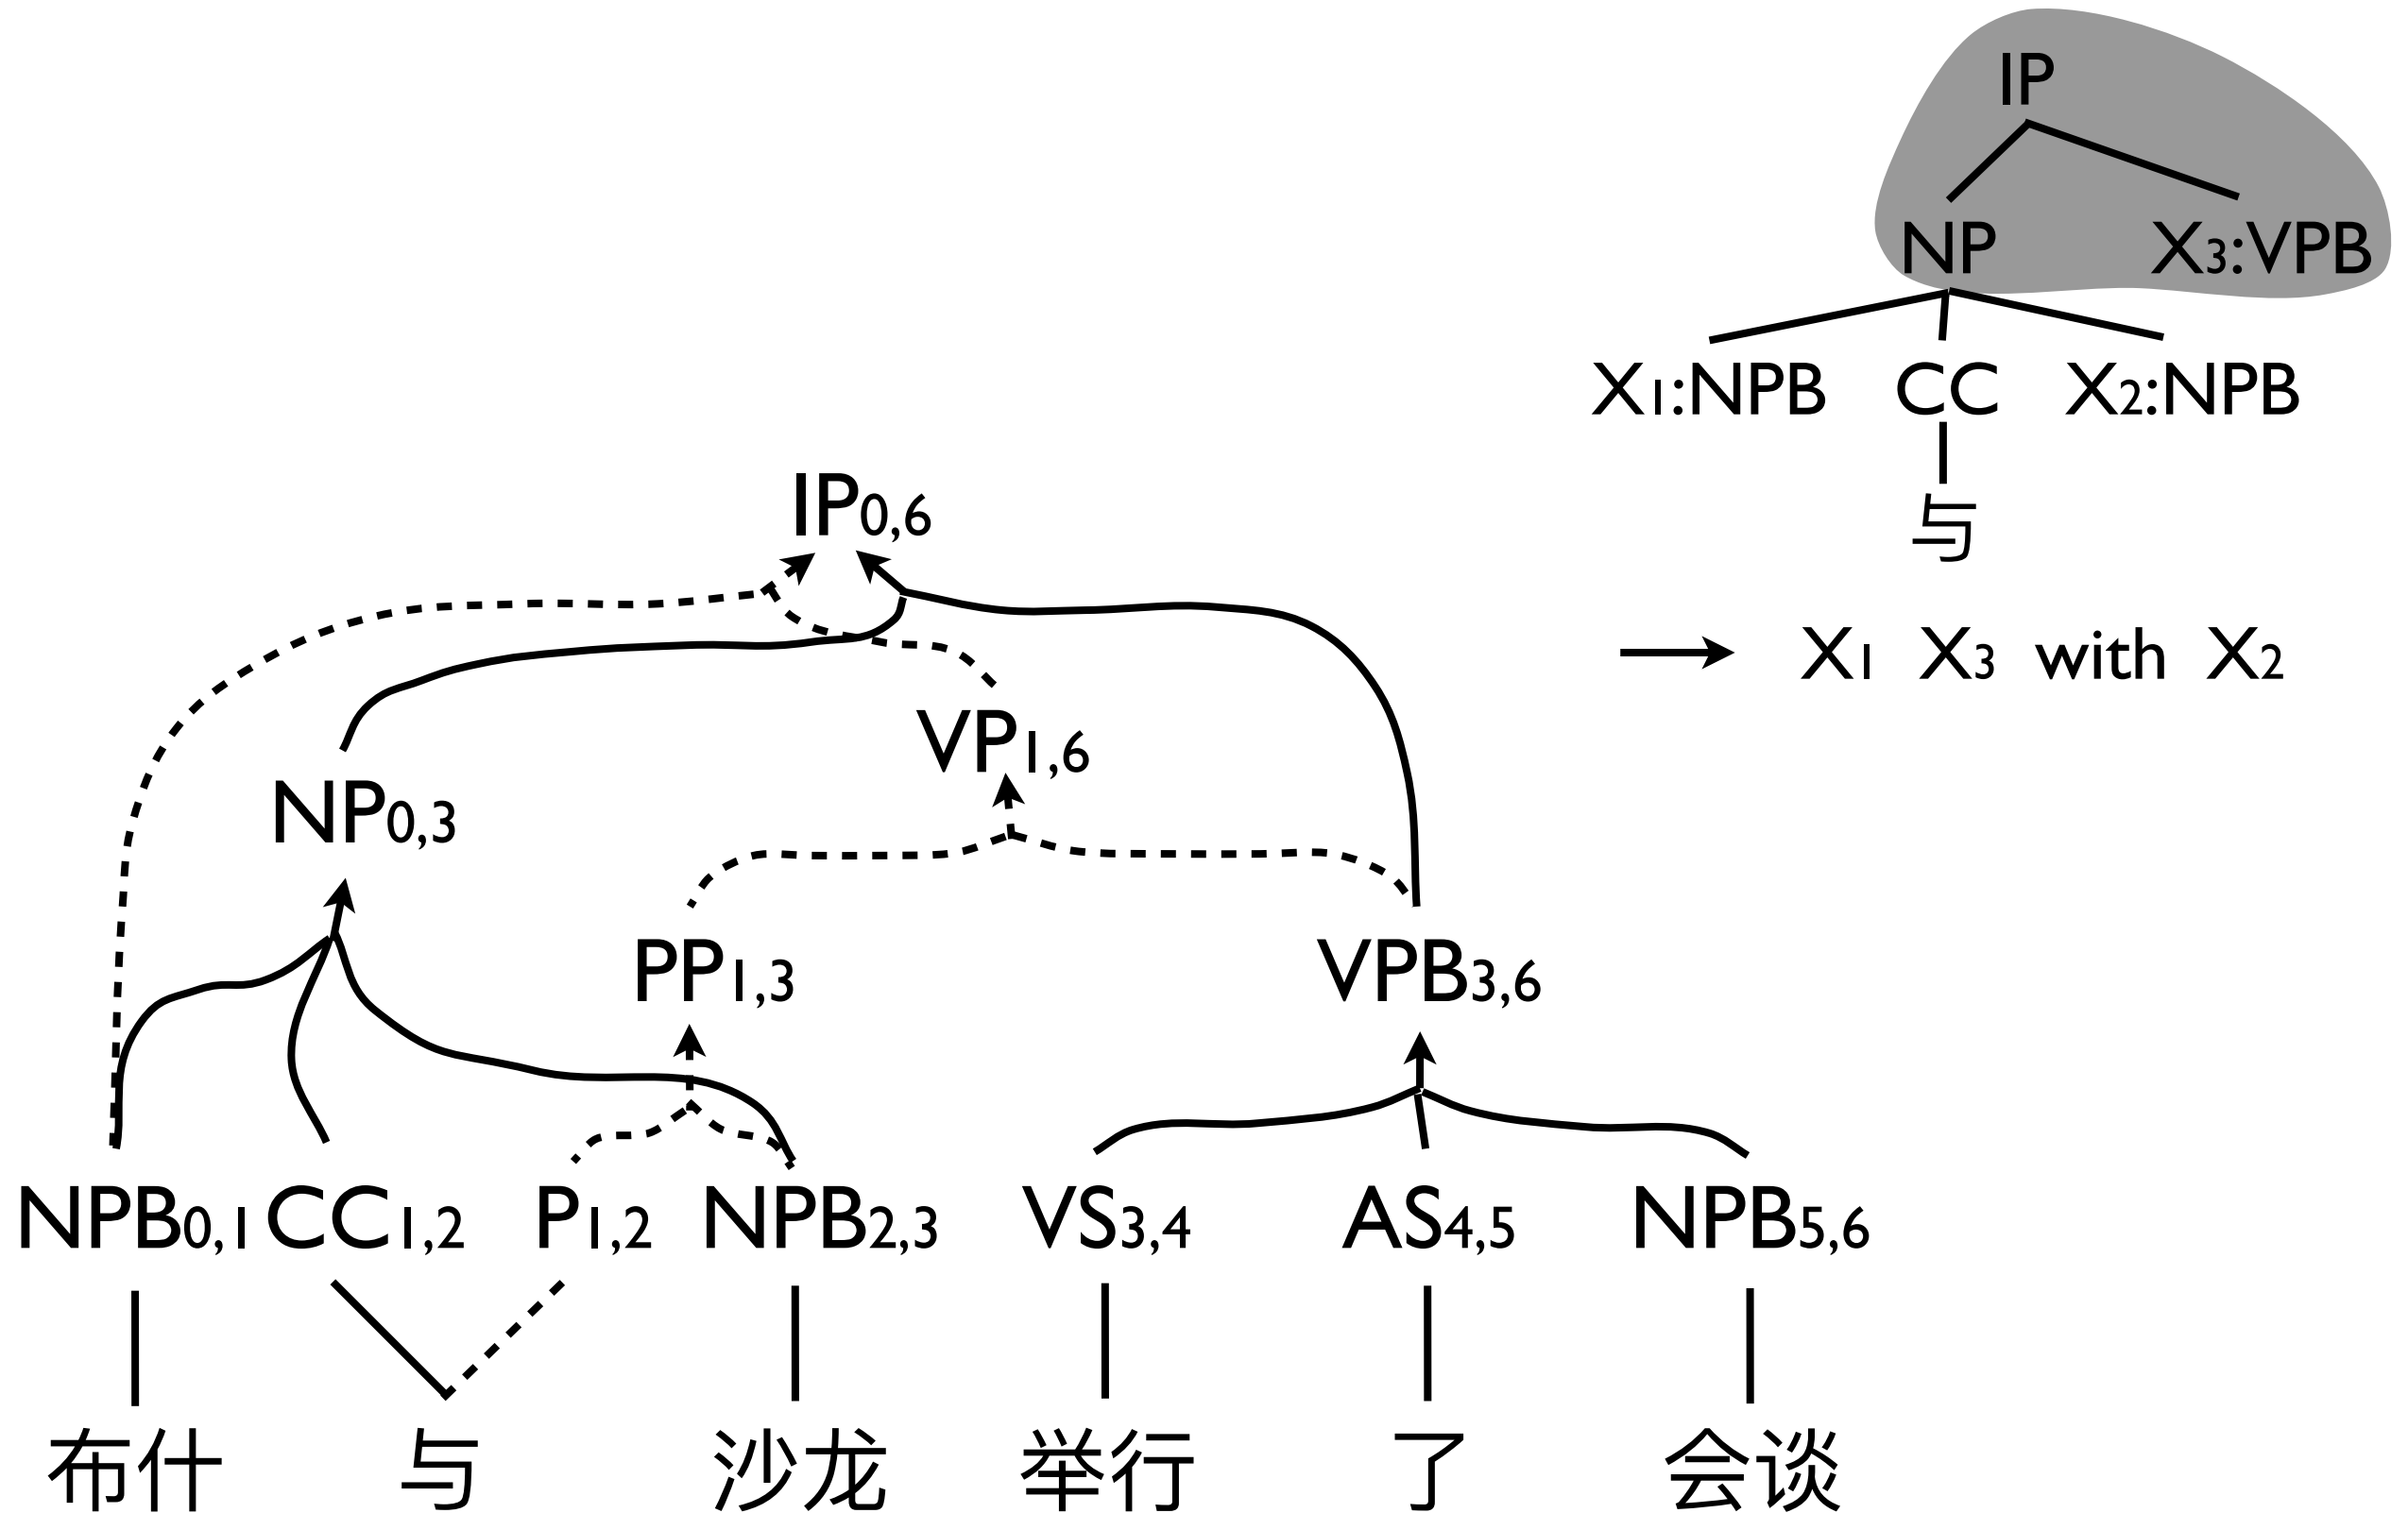 IP
NP X3:VPB
X1:NPB CC X2:NPB
与
IP0,6
X1 X3 with X2
VP1,6
NP0,3
PP1,3 VPB3,6
NPB0,1 CC1,2 P1,2 NPB2,3 VS3,4 AS4,5 NPB5,6
布什 与 沙龙 举行 了 会谈